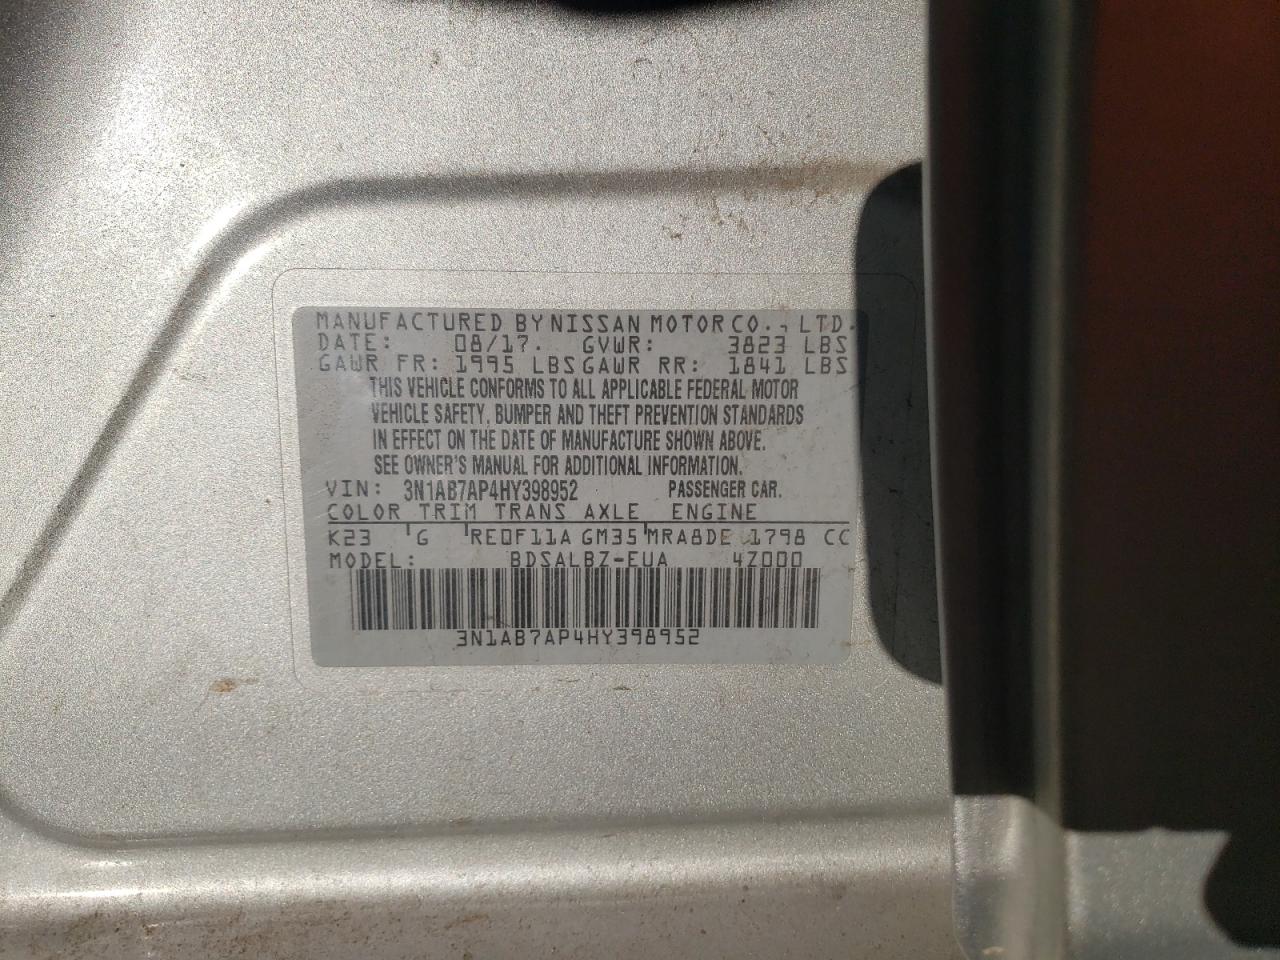 MANUFACTURED BY NISSAN MOTOR CO., LTD.
DATE: 08/17. GVWR: 3823 LBS
GAWR FR: 1995 LBS GAWR RR: 1841 LBS
THIS VEHICLE CONFORMS TO ALL APPLICABLE FEDERAL MOTOR
VEHICLE SAFETY, BUMPER AND THEFT PREVENTION STANDARDS
IN EFFECT ON THE DATE OF MANUFACTURE SHOWN ABOVE.
SEE OWNER'S MANUAL FOR ADDITIONAL INFORMATION.
VIN: 3N1AB7AP4HY398952 PASSENGER CAR.
COLOR TRIM TRANS AXLE ENGINE
K23 G RE0F11A GM35 MRA8DE 1798 CC
MODEL: BDSALBZ-EUA 4Z000
3N1AB7AP4HY398952